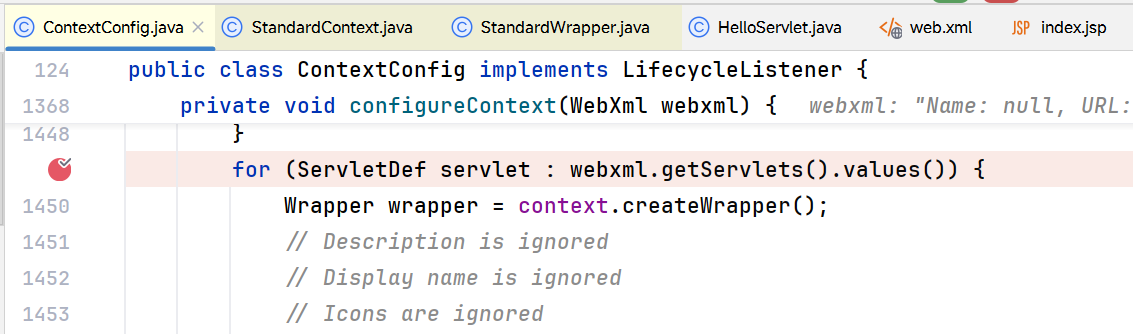 ContextConfig.java StandardContext.java StandardWrapper.java HelloServlet.java web.xml JSP index.jsp
124 public class ContextConfig implements LifecycleListener {
1368 private void configureContext(WebXml webxml) { webxml: "Name: null, URL:
1448 }
for (ServletDef servlet : webxml.getServlets().values()) {
1450 Wrapper wrapper = context.createWrapper();
1451 // Description is ignored
1452 // Display name is ignored
1453 // Icons are ignored